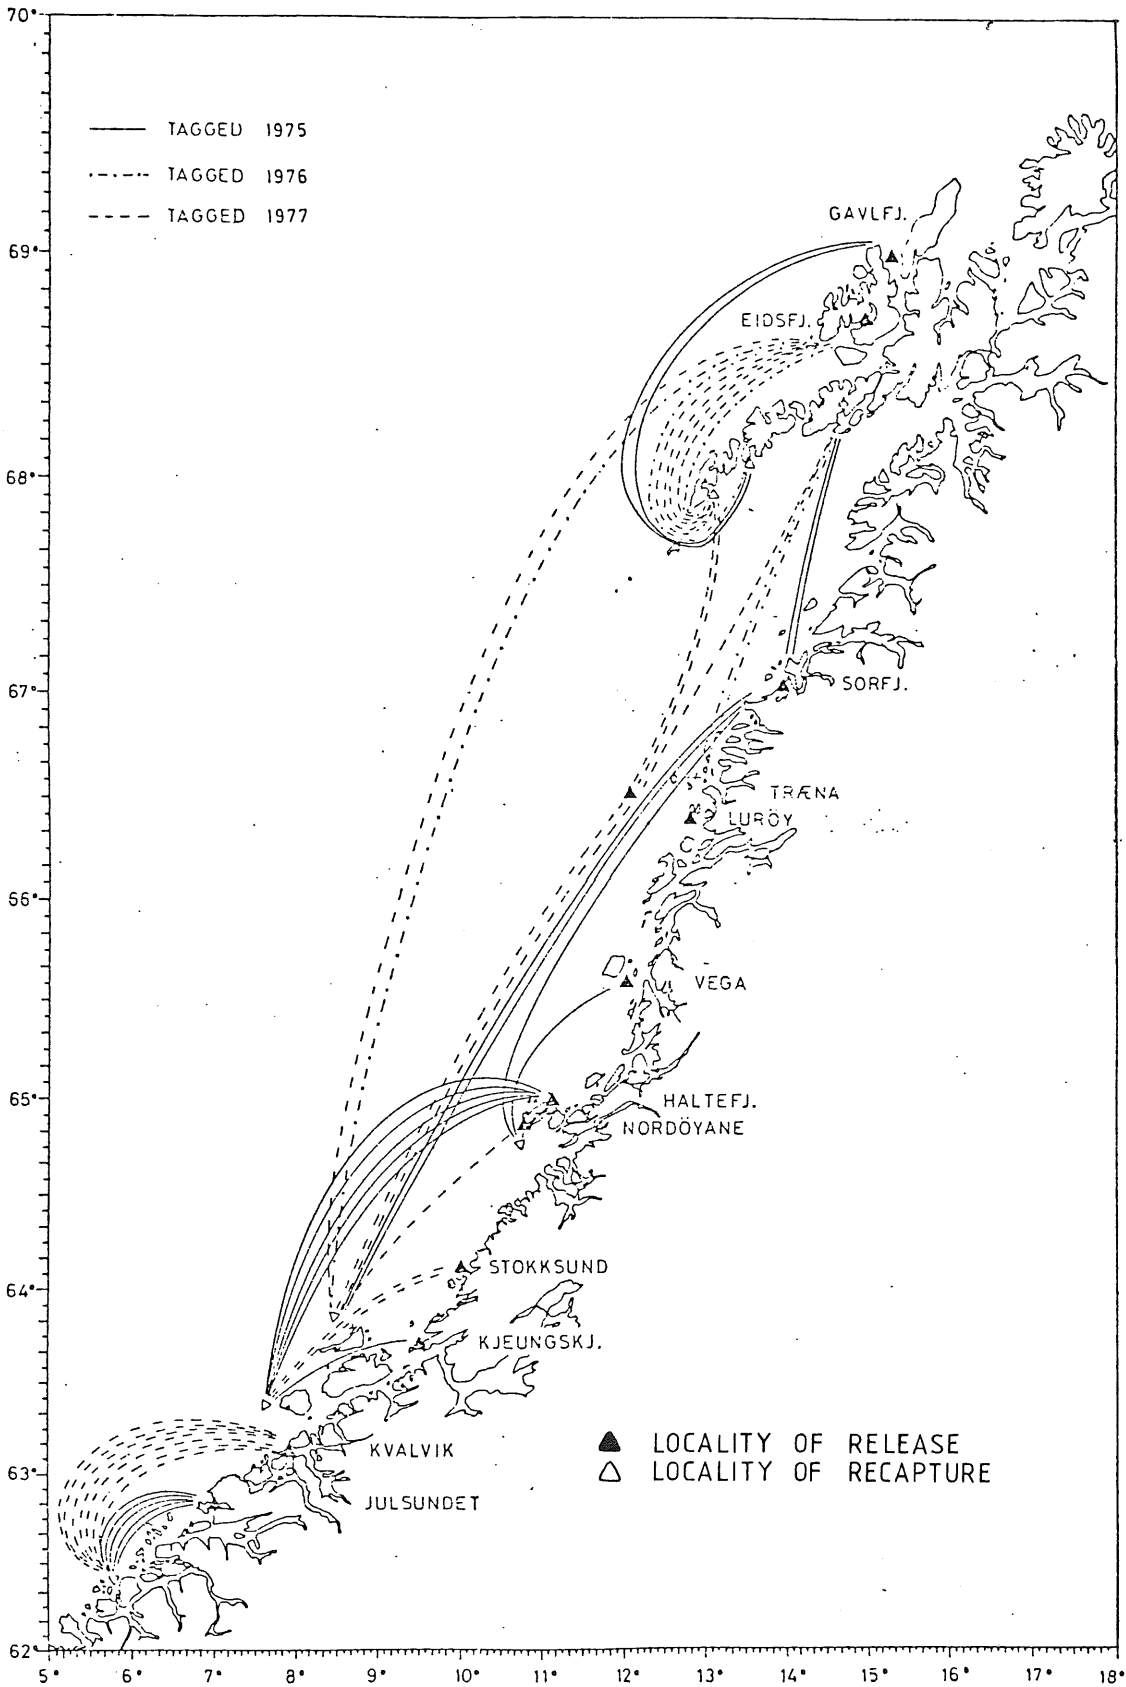 70°
TAGGED 1975
TAGGED 1976
TAGGED 1977
GAVLFJ.
69°
EIDSFJ.
68°
67°
SORFJ.
TRÆNA
LURÖY
66°
VEGA
65°
HALTEFJ.
NORDÖYANE
STOKKSUND
64°
KJEUNGSKJ.
LOCALITY OF RELEASE
KVALVIK
LOCALITY OF RECAPTURE
63°
JULSUNDET
62°
5° 6° 7° 8° 9° 10° 11° 12° 13° 14° 15° 16° 17° 18°